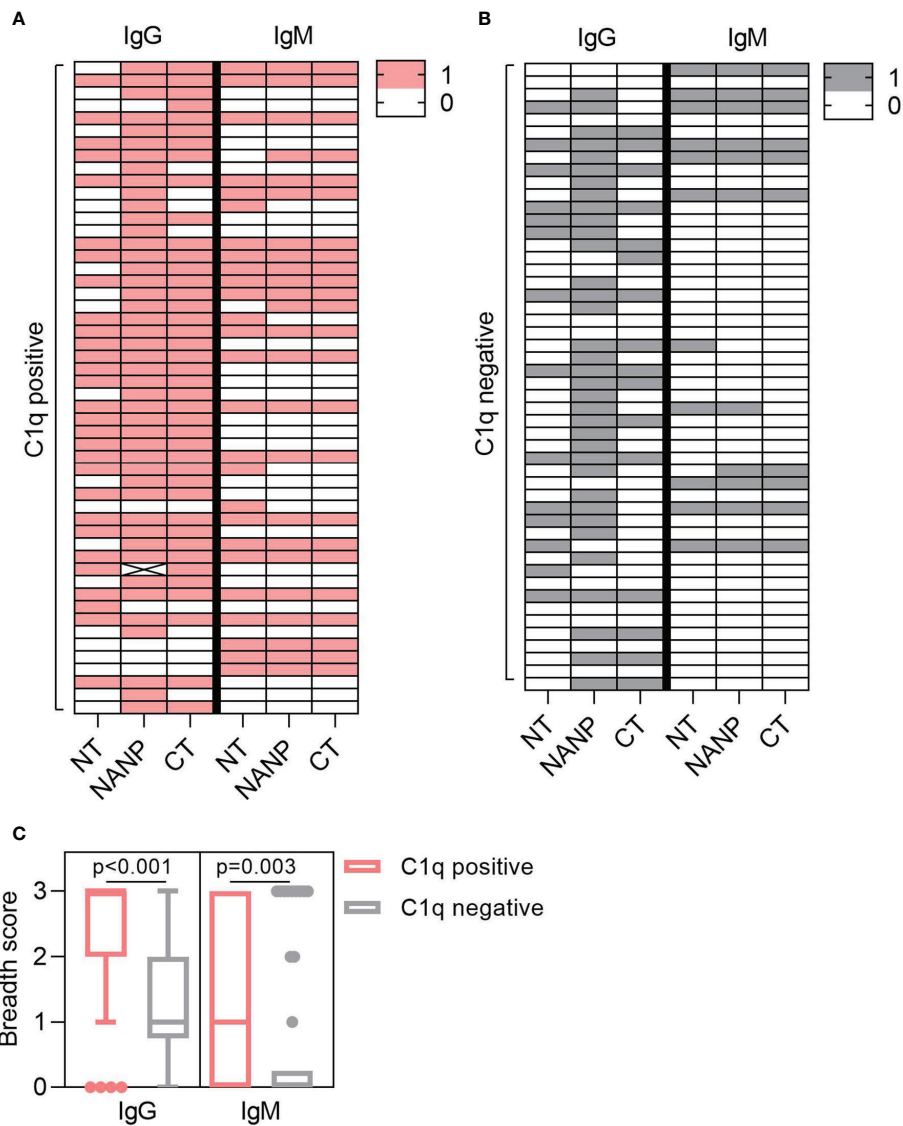 A
IgG IgM
C1q positive
1
0
NT NANP CT NT NANP CT
B
IgG IgM
C1q negative
1
0
NT NANP CT NT NANP CT
C
Breadth score
3
2
1
0
p<0.001 p=0.003
IgG IgM
C1q positive
C1q negative